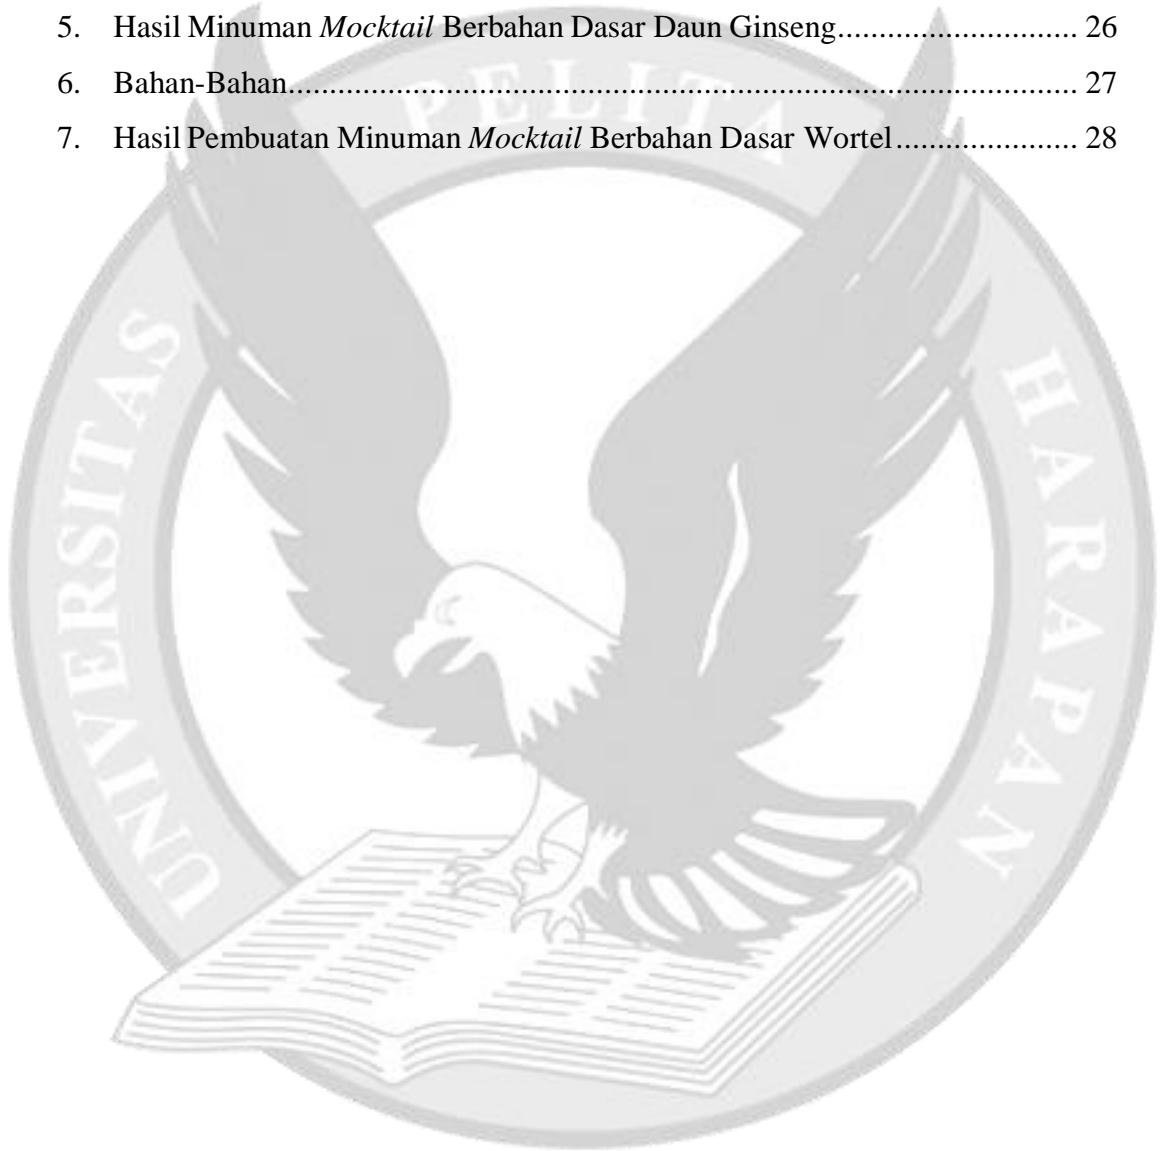 5. Hasil Minuman Mocktail Berbahan Dasar Daun Ginseng............................ 26
6. Bahan-Bahan.................................................................................................. 27
7. Hasil Pembuatan Minuman Mocktail Berbahan Dasar Wortel..................... 28
UNIVERSITAS PELITA HARAPAN